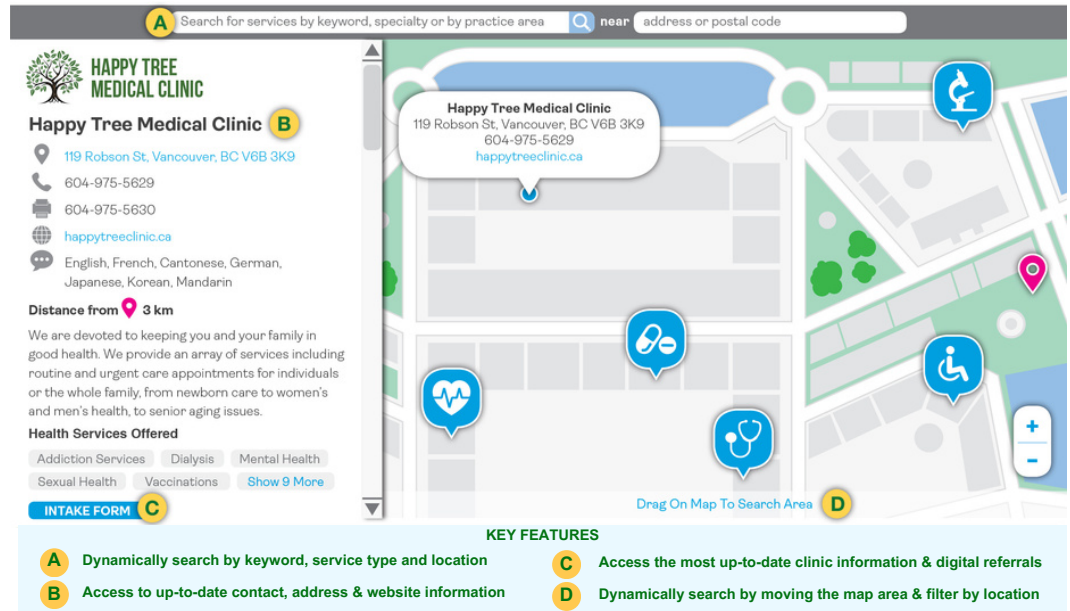 A Search for services by keyword, specialty or by practice area near address or postal code
HAPPY TREE
MEDICAL CLINIC
Happy Tree Medical Clinic B
119 Robson St, Vancouver, BC V6B 3K9
604-975-5629
604-975-5630
happytreeclinic.ca
English, French, Cantonese, German,
Japanese, Korean, Mandarin
Distance from 3 km
We are devoted to keeping you and your family in
good health. We provide an array of services including
routine and urgent care appointments for individuals
or the whole family, from newborn care to women's
and men's health, to senior aging issues.
Health Services Offered
Addiction Services Dialysis Mental Health
Sexual Health Vaccinations Show 9 More
INTAKE FORM C
Happy Tree Medical Clinic
119 Robson St, Vancouver, BC V6B 3K9
604-975-5629
happytreeclinic.ca
+
−
Drag On Map To Search Area D
KEY FEATURES
A Dynamically search by keyword, service type and location
B Access to up-to-date contact, address & website information
C Access the most up-to-date clinic information & digital referrals
D Dynamically search by moving the map area & filter by location